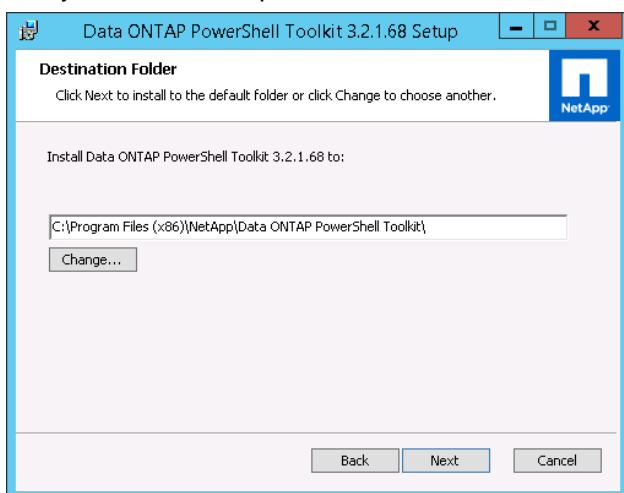 Data ONTAP PowerShell Toolkit 3.2.1.68 Setup
Destination Folder
Click Next to install to the default folder or click Change to choose another.
NetApp
Install Data ONTAP PowerShell Toolkit 3.2.1.68 to:
C:\Program Files (x86)\NetApp\Data ONTAP PowerShell Toolkit\
Change...
Back Next Cancel